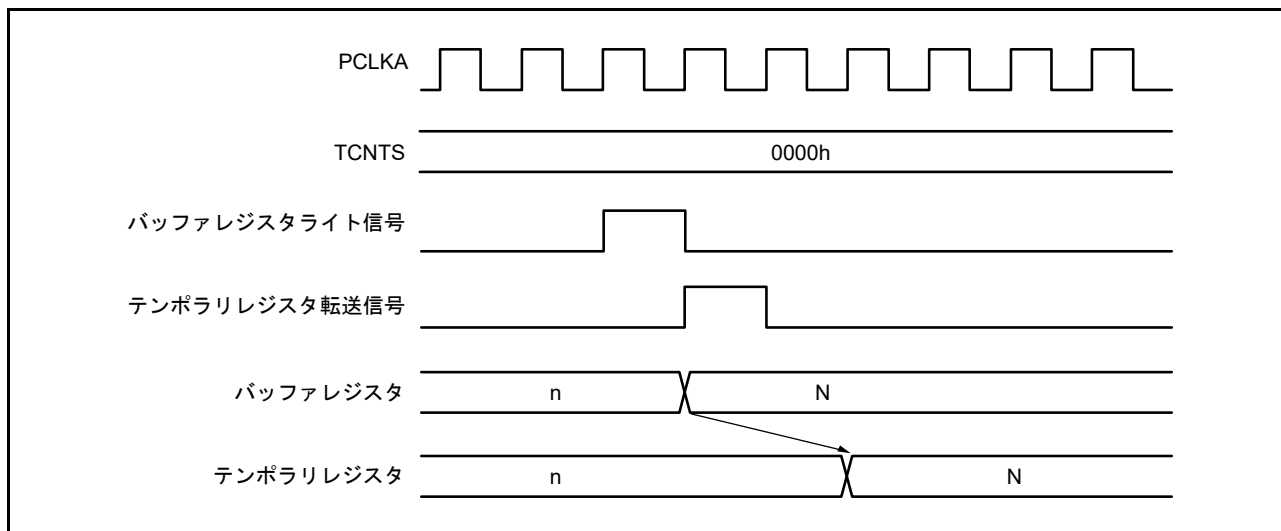 PCLKA
TCNTS 0000h
バッファレジスタライト信号
テンポラリレジスタ転送信号
バッファレジスタ n N
テンポラリレジスタ n N